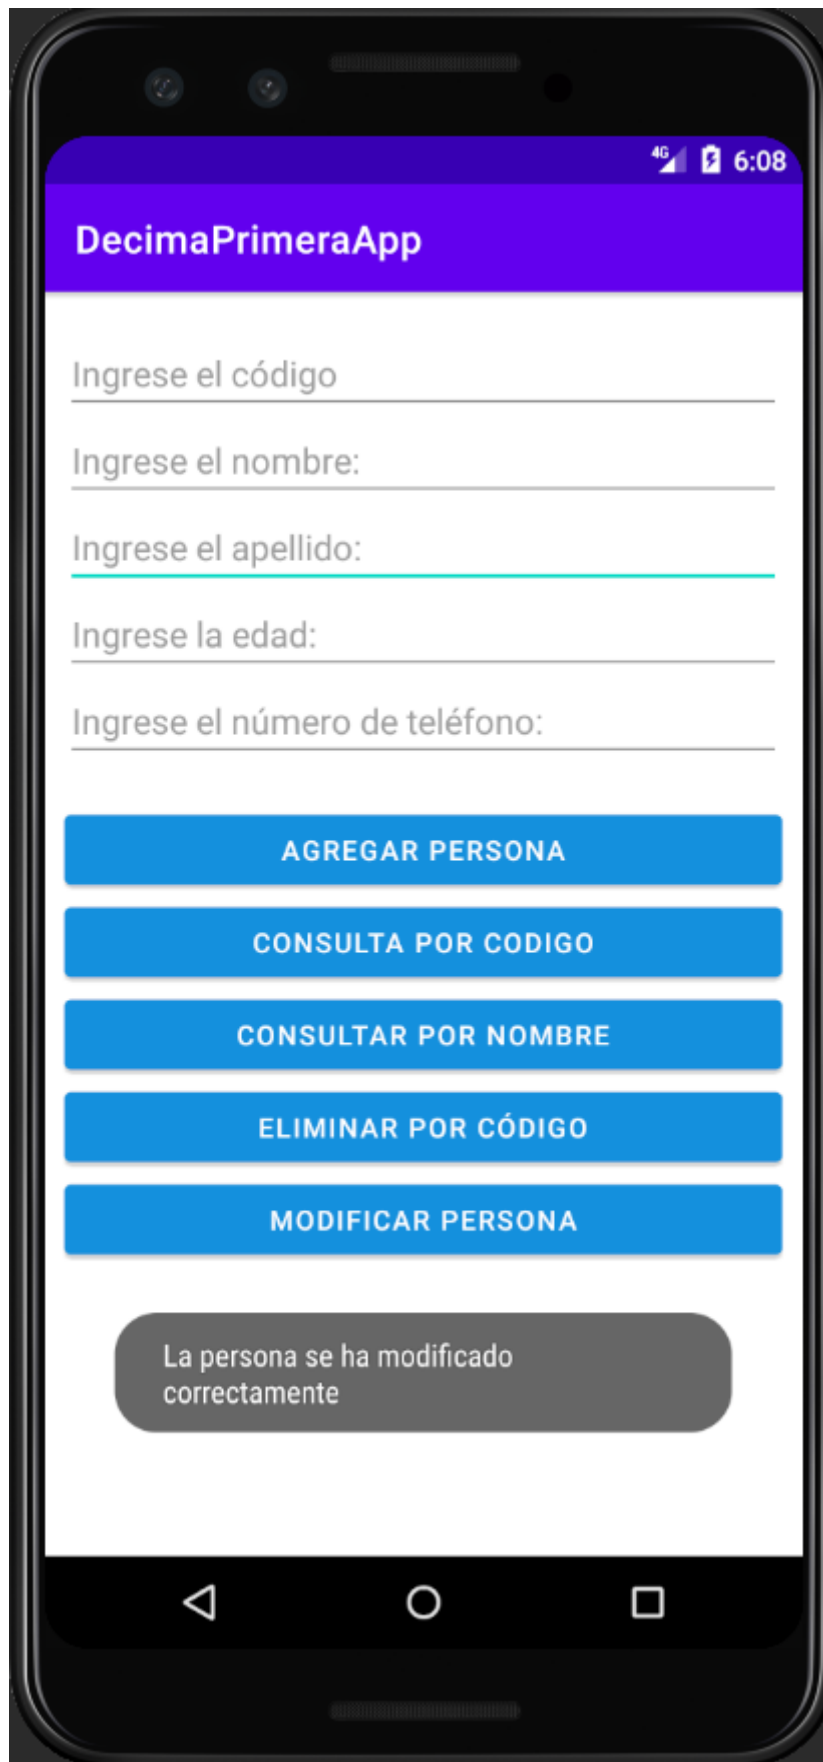 4G 6:08
DecimaPrimeraApp
Ingrese el código
Ingrese el nombre:
Ingrese el apellido:
Ingrese la edad:
Ingrese el número de teléfono:
AGREGAR PERSONA
CONSULTA POR CODIGO
CONSULTAR POR NOMBRE
ELIMINAR POR CÓDIGO
MODIFICAR PERSONA
La persona se ha modificado
correctamente